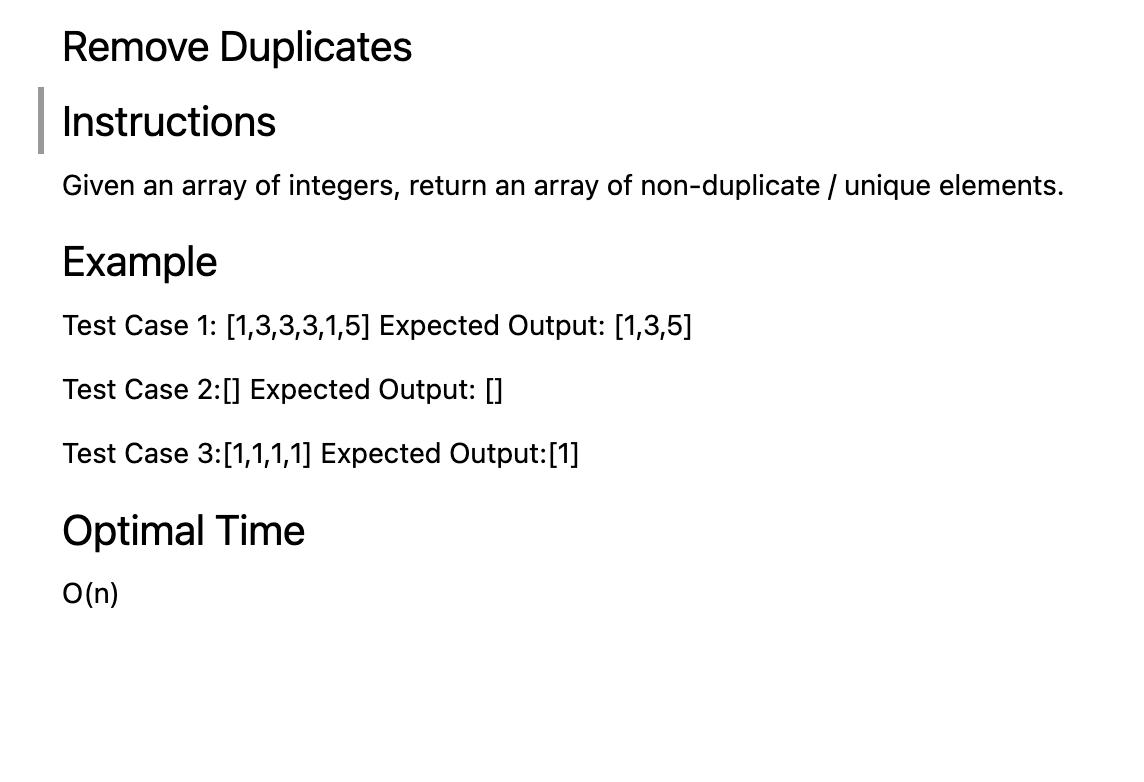 Remove Duplicates
Instructions
Given an array of integers, return an array of non-duplicate / unique elements.
Example
Test Case 1: [1,3,3,3,1,5] Expected Output: [1,3,5]
Test Case 2:[] Expected Output: []
Test Case 3:[1,1,1,1] Expected Output:[1]
Optimal Time
O(n)